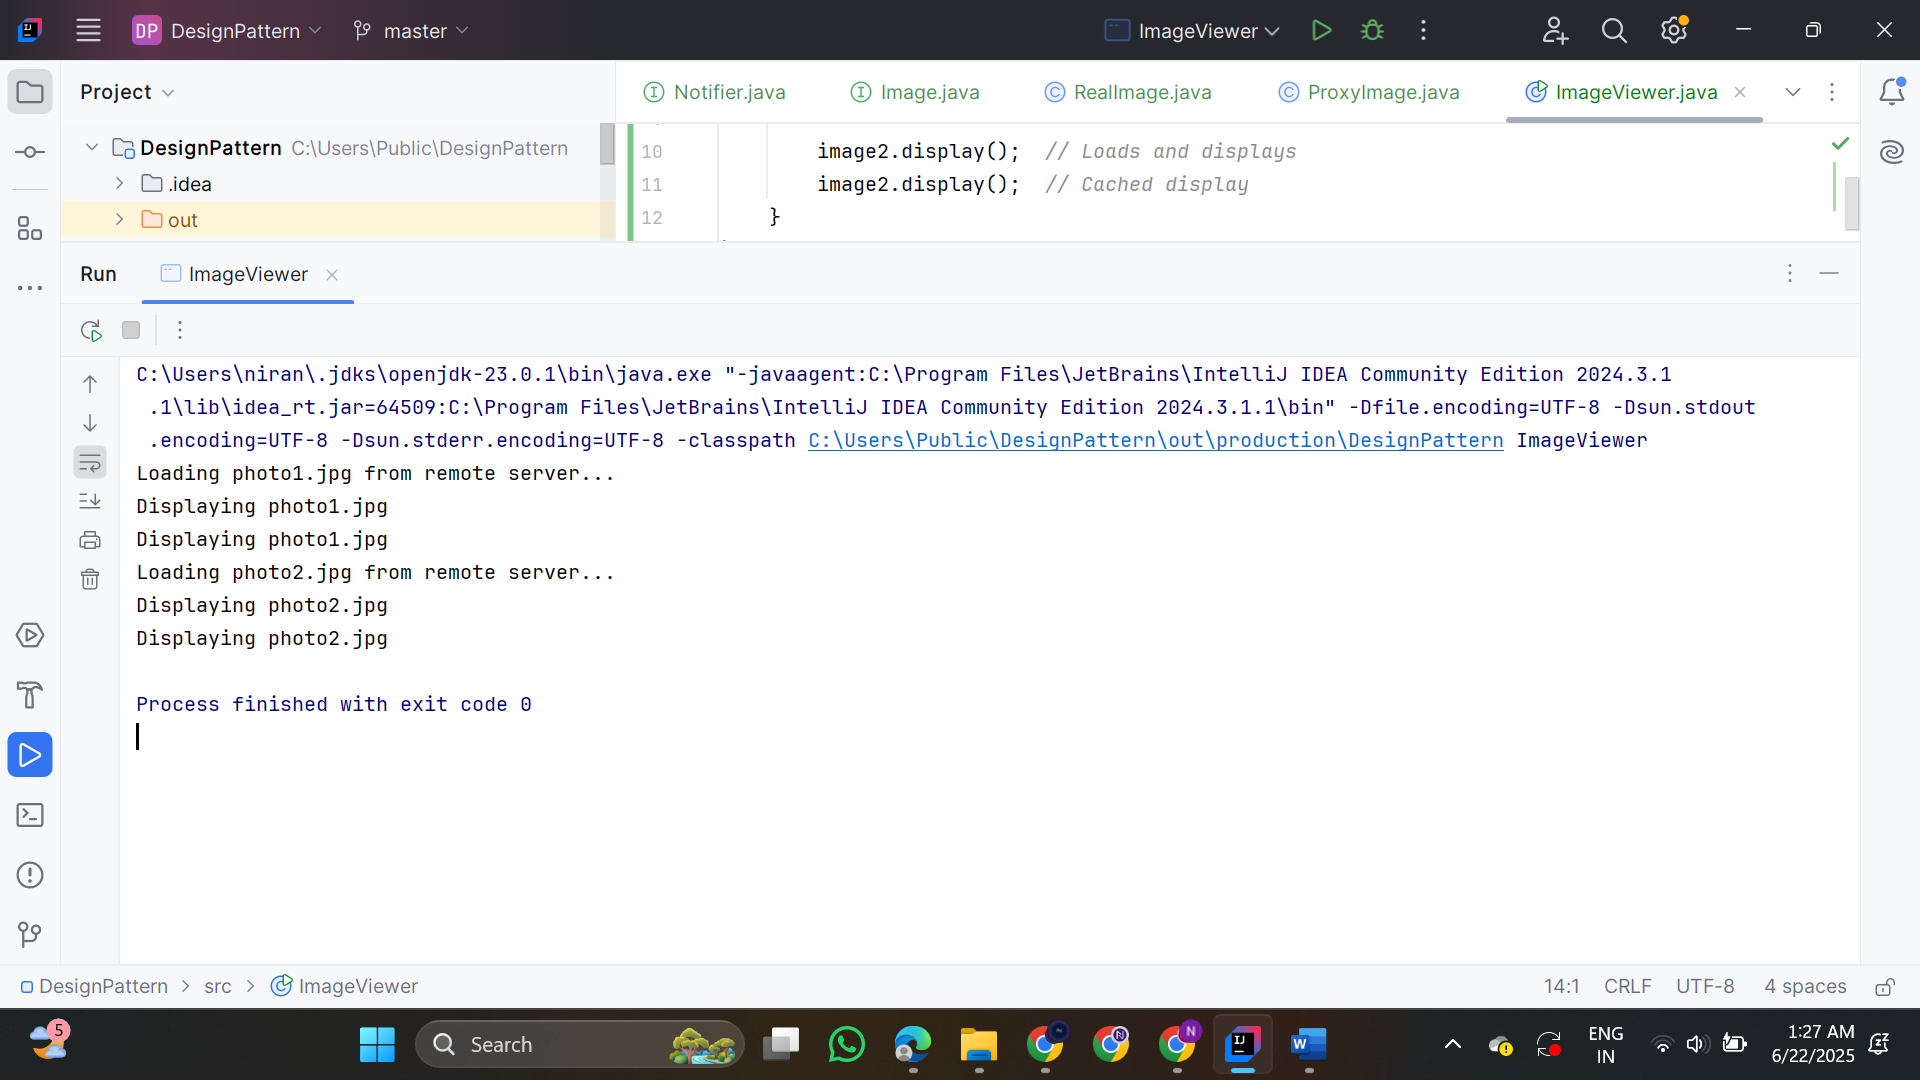 DP DesignPattern master ImageViewer
Project
Notifier.java Image.java RealImage.java ProxyImage.java ImageViewer.java
DesignPattern C:\Users\Public\DesignPattern
.idea
out
10 image2.display(); // Loads and displays
11 image2.display(); // Cached display
12 }
Run ImageViewer
C:\Users\niran\.jdks\openjdk-23.0.1\bin\java.exe "-javaagent:C:\Program Files\JetBrains\IntelliJ IDEA Community Edition 2024.3.1
.1\lib\idea_rt.jar=64509:C:\Program Files\JetBrains\IntelliJ IDEA Community Edition 2024.3.1.1\bin" -Dfile.encoding=UTF-8 -Dsun.stdout
.encoding=UTF-8 -Dsun.stderr.encoding=UTF-8 -classpath C:\Users\Public\DesignPattern\out\production\DesignPattern ImageViewer
Loading photo1.jpg from remote server...
Displaying photo1.jpg
Displaying photo1.jpg
Loading photo2.jpg from remote server...
Displaying photo2.jpg
Displaying photo2.jpg
Process finished with exit code 0
DesignPattern > src > ImageViewer 14:1 CRLF UTF-8 4 spaces
5
Search
ENG
IN
1:27 AM
6/22/2025